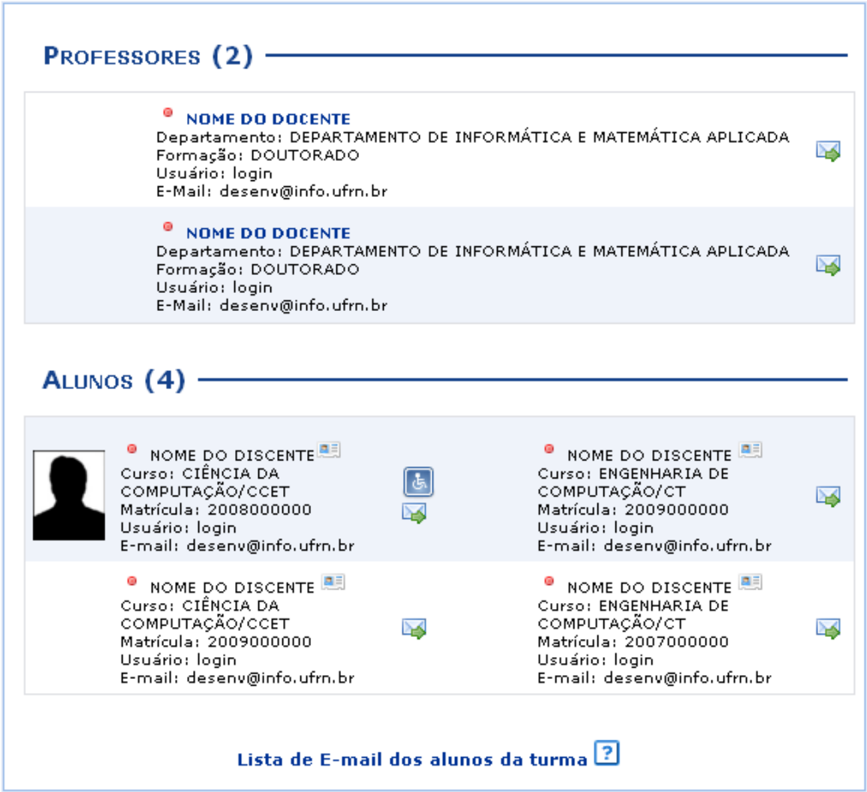 PROFESSORES (2)
NOME DO DOCENTE
Departamento: DEPARTAMENTO DE INFORMÁTICA E MATEMÁTICA APLICADA
Formação: DOUTORADO
Usuário: login
E-Mail: desenv@info.ufrn.br
NOME DO DOCENTE
Departamento: DEPARTAMENTO DE INFORMÁTICA E MATEMÁTICA APLICADA
Formação: DOUTORADO
Usuário: login
E-Mail: desenv@info.ufrn.br
ALUNOS (4)
NOME DO DISCENTE
Curso: CIÊNCIA DA
COMPUTAÇÃO/CCET
Matrícula: 2008000000
Usuário: login
E-mail: desenv@info.ufrn.br
NOME DO DISCENTE
Curso: ENGENHARIA DE
COMPUTAÇÃO/CT
Matrícula: 2009000000
Usuário: login
E-mail: desenv@info.ufrn.br
NOME DO DISCENTE
Curso: CIÊNCIA DA
COMPUTAÇÃO/CCET
Matrícula: 2009000000
Usuário: login
E-mail: desenv@info.ufrn.br
NOME DO DISCENTE
Curso: ENGENHARIA DE
COMPUTAÇÃO/CT
Matrícula: 2007000000
Usuário: login
E-mail: desenv@info.ufrn.br
Lista de E-mail dos alunos da turma ?